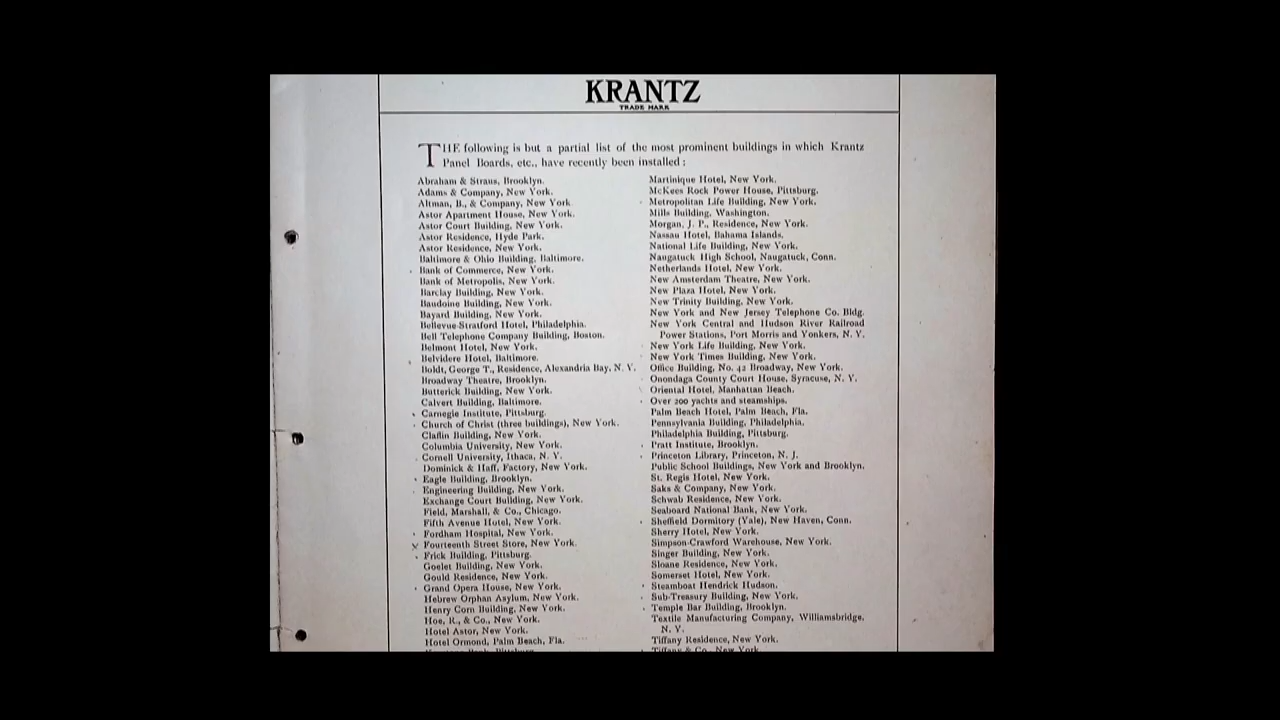 KRANTZ
TRADE MARK
THE following is but a partial list of the most prominent buildings in which Krantz
Panel Boards, etc., have recently been installed:
Abraham & Straus, Brooklyn.
Adams & Company, New York.
Altman, B., & Company, New York
Astor Apartment House, New York.
Astor Court Building, New York.
Astor Residence, Hyde Park.
Astor Residence, New York.
Baltimore & Ohio Building, Baltimore.
Bank of Commerce, New York.
Bank of Metropolis, New York.
Barclay Building, New York.
Baudoine Building, New York.
Bayard Building, New York.
Bellevue-Stratford Hotel, Philadelphia.
Bell Telephone Company Building, Boston.
Belmont Hotel, New York.
Belvidere Hotel, Baltimore.
Boldt, George T., Residence, Alexandria Bay, N. Y.
Broadway Theatre, Brooklyn.
Butterick Building, New York.
Calvert Building, Baltimore.
Carnegie Institute, Pittsburg.
Church of Christ (three buildings), New York.
Claflin Building, New York.
Columbia University, New York.
Cornell University, Ithaca, N. Y.
Dominick & Haff, Factory, New York.
Eagle Building, Brooklyn.
Engineering Building, New York.
Exchange Court Building, New York.
Field, Marshall, & Co., Chicago.
Fifth Avenue Hotel, New York.
Fordham Hospital, New York.
Fourteenth Street Store, New York.
Frick Building, Pittsburg.
Goelet Building, New York.
Gould Residence, New York.
Grand Opera House, New York.
Hebrew Orphan Asylum, New York.
Henry Corn Building, New York.
Hoe, R., & Co., New York.
Hotel Astor, New York.
Hotel Ormond, Palm Beach, Fla.
Martinique Hotel, New York.
McKees Rock Power House, Pittsburg.
Metropolitan Life Building, New York.
Mills Building, Washington.
Morgan, J. P., Residence, New York.
Nassau Hotel, Bahama Islands.
National Life Building, New York.
Naugatuck High School, Naugatuck, Conn.
Netherlands Hotel, New York.
New Amsterdam Theatre, New York.
New Plaza Hotel, New York.
New Trinity Building, New York.
New York and New Jersey Telephone Co. Bldg.
New York Central and Hudson River Railroad
Power Stations, Port Morris and Yonkers, N. Y.
New York Life Building, New York.
New York Times Building, New York.
Office Building, No. 42 Broadway, New York.
Onondaga County Court House, Syracuse, N. Y.
Oriental Hotel, Manhattan Beach.
Over 200 yachts and steamships.
Palm Beach Hotel, Palm Beach, Fla.
Pennsylvania Building, Philadelphia.
Philadelphia Building, Pittsburg.
Pratt Institute, Brooklyn.
Princeton Library, Princeton, N. J.
Public School Buildings, New York and Brooklyn.
St. Regis Hotel, New York.
Saks & Company, New York.
Schwab Residence, New York.
Seaboard National Bank, New York.
Sheffield Dormitory (Yale), New Haven, Conn.
Sherry Hotel, New York.
Simpson-Crawford Warehouse, New York.
Singer Building, New York.
Sloane Residence, New York.
Somerset Hotel, New York.
Steamboat Hendrick Hudson.
Sub-Treasury Building, New York.
Temple Bar Building, Brooklyn.
Textile Manufacturing Company, Williamsbridge,
N. Y.
Tiffany Residence, New York.
Tiffany & Co., New York.